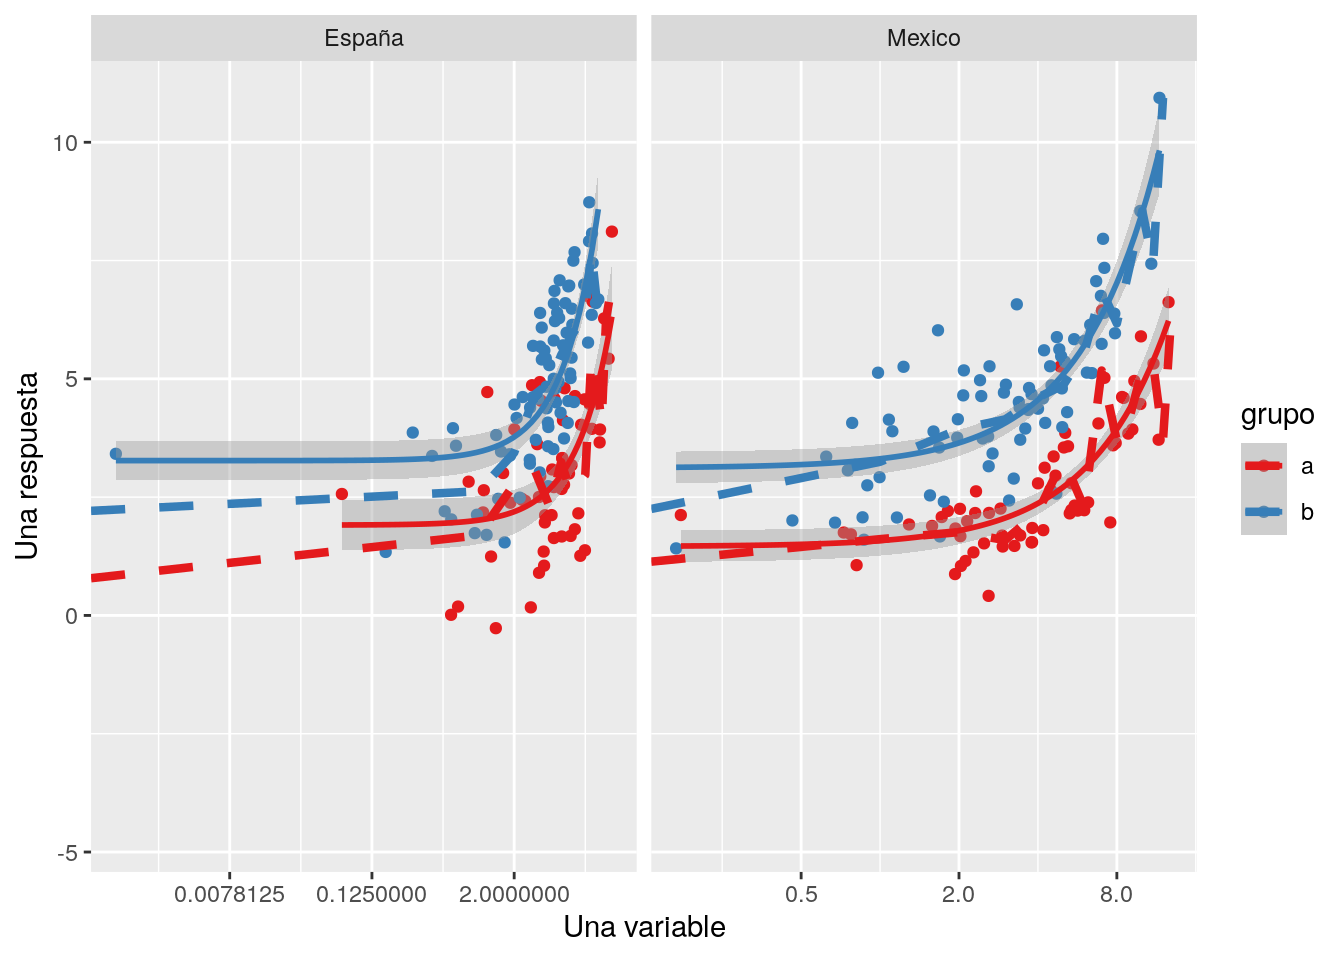 España
Mexico
10
5
0
-5
Una respuesta
0.0078125
0.1250000
2.0000000
0.5
2.0
8.0
Una variable
grupo
a
b